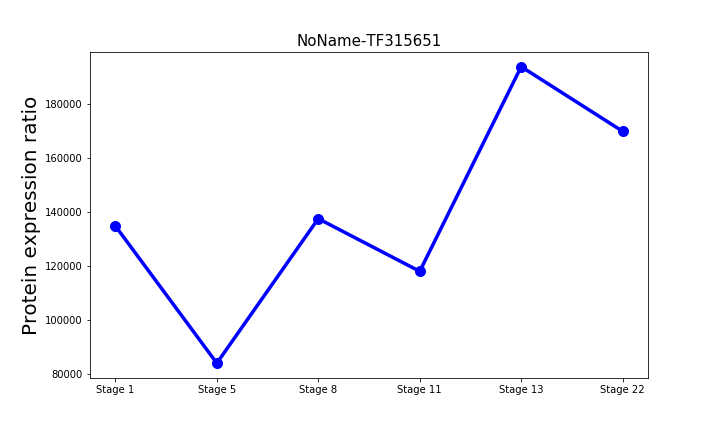 NoName-TF315651
Protein expression ratio
180000
160000
140000
120000
100000
80000
Stage 1 Stage 5 Stage 8 Stage 11 Stage 13 Stage 22